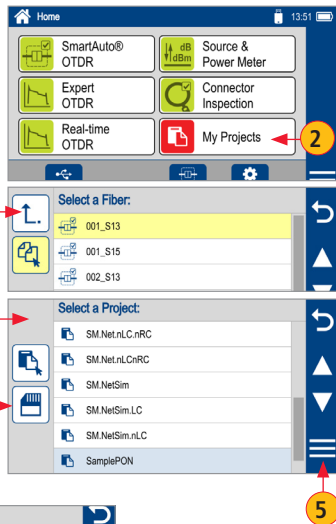 Home
13:51
SmartAuto®
OTDR
dB
dBm
Source &
Power Meter
Expert
OTDR
Connector
Inspection
Real-time
OTDR
My Projects
2
Select a Fiber:
001_S13
001_S15
002_S13
Select a Project:
SM.Net.nLC.nRC
SM.Net.nLCnRC
SM.NetSim
SM.NetSim.LC
SM.NetSim.nLC
SamplePON
5